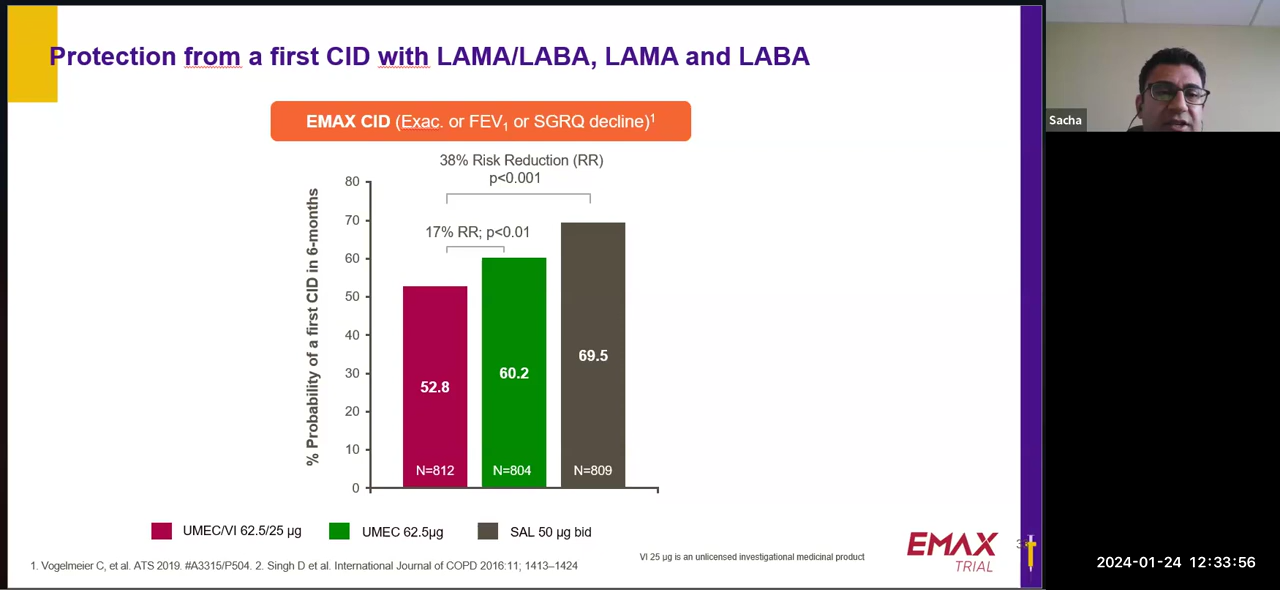 Protection from a first CID with LAMA/LABA, LAMA and LABA
EMAX CID (Exac. or FEV₁ or SGRQ decline)¹
38% Risk Reduction (RR)
p<0.001
17% RR; p<0.01
% Probability of a first CID in 6-months
80
70
60
50
40
30
20
10
0
52.8
60.2
69.5
N=812
N=804
N=809
UMEC/VI 62.5/25 µg
UMEC 62.5µg
SAL 50 µg bid
1. Vogelmeier C, et al. ATS 2019. #A3315/P504. 2. Singh D et al. International Journal of COPD 2016:11; 1413–1424
VI 25 µg is an unlicensed investigational medicinal product
EMAX
TRIAL
Sacha
2024-01-24 12:33:56